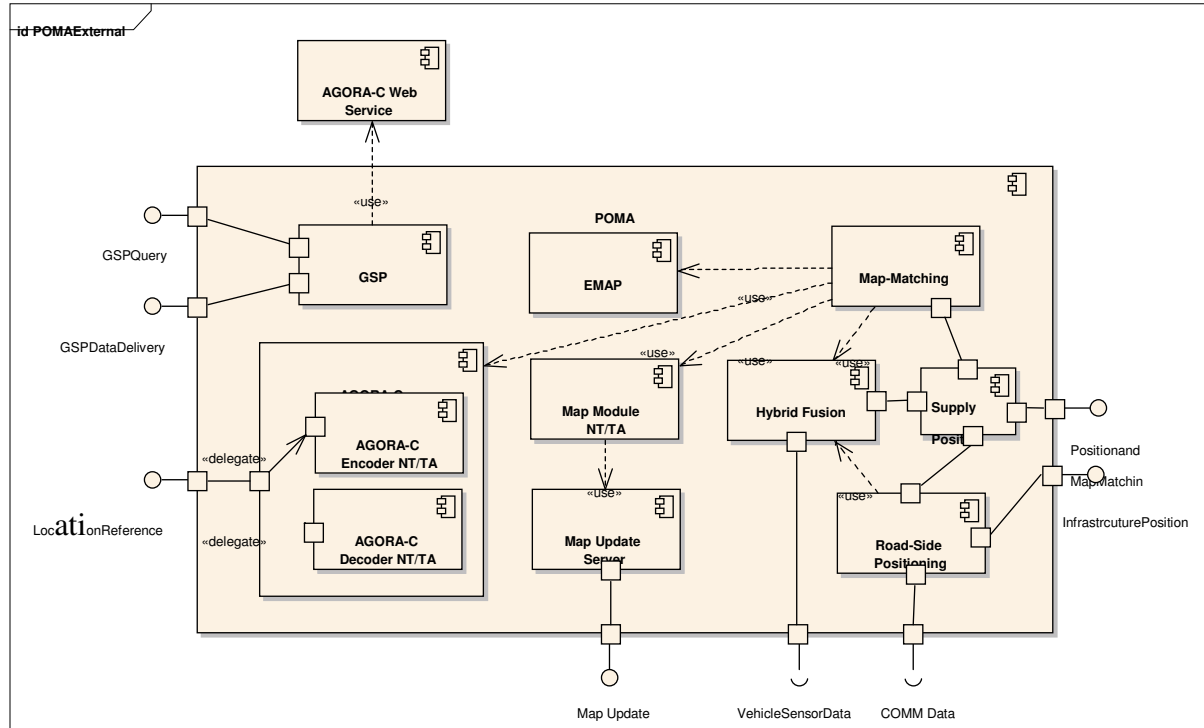 id POMAExternal
AGORA-C Web
Service
«use»
POMA
GSP
EMAP
Map-Matching
GSPQuery
GSPDataDelivery
«use»
«use»
«use»
«use»
AGORA-C
Map Module
NT/TA
Hybrid Fusion
Supply
AGORA-C
Encoder NT/TA
«delegate»
Positionand
MapMatchin
«use»
«use»
LocationReference
InfrastrcuturePosition
«delegate»
AGORA-C
Decoder NT/TA
Map Update
Server
Road-Side
Positioning
Map Update
VehicleSensorData
COMM Data